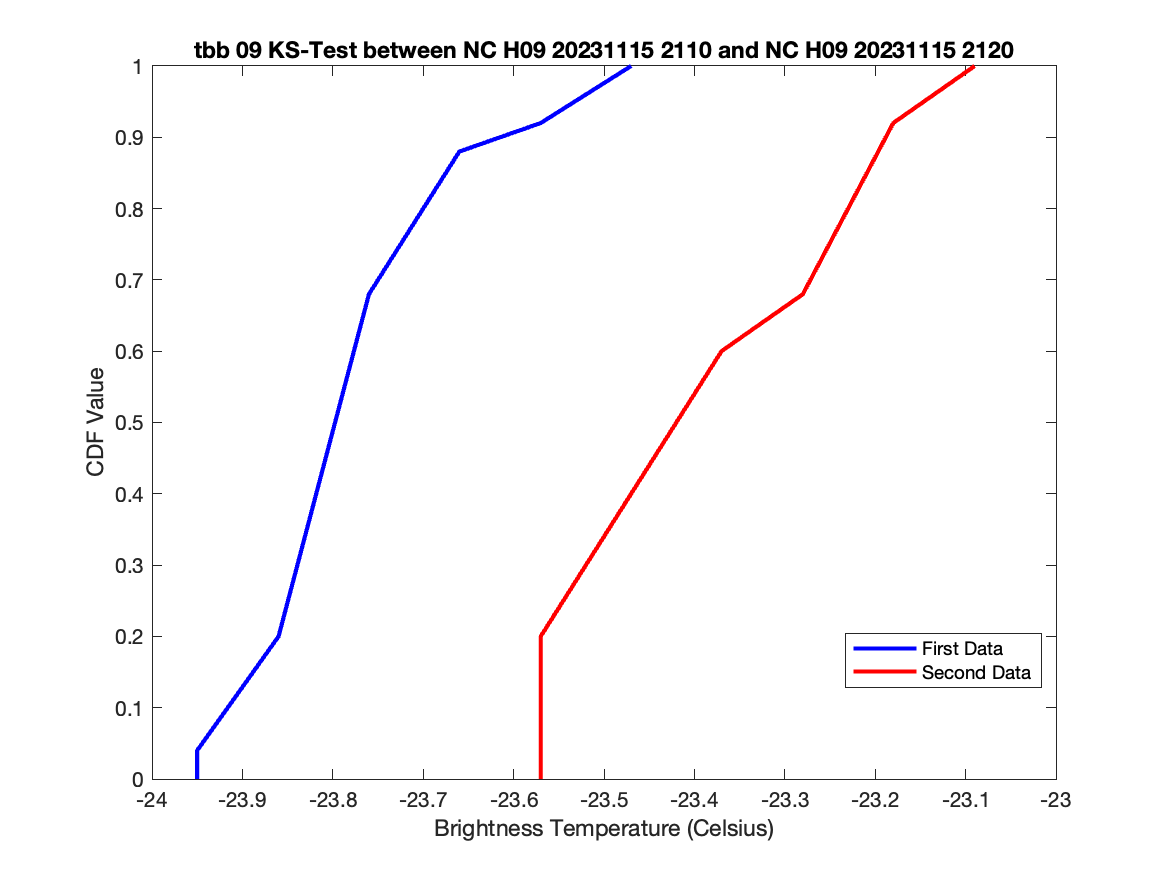 tbb 09 KS-Test between NC H09 20231115 2110 and NC H09 20231115 2120
1
0.9
0.8
0.7
0.6
0.5
0.4
0.3
0.2
0.1
0
CDF Value
First Data
Second Data
-24 -23.9 -23.8 -23.7 -23.6 -23.5 -23.4 -23.3 -23.2 -23.1 -23
Brightness Temperature (Celsius)